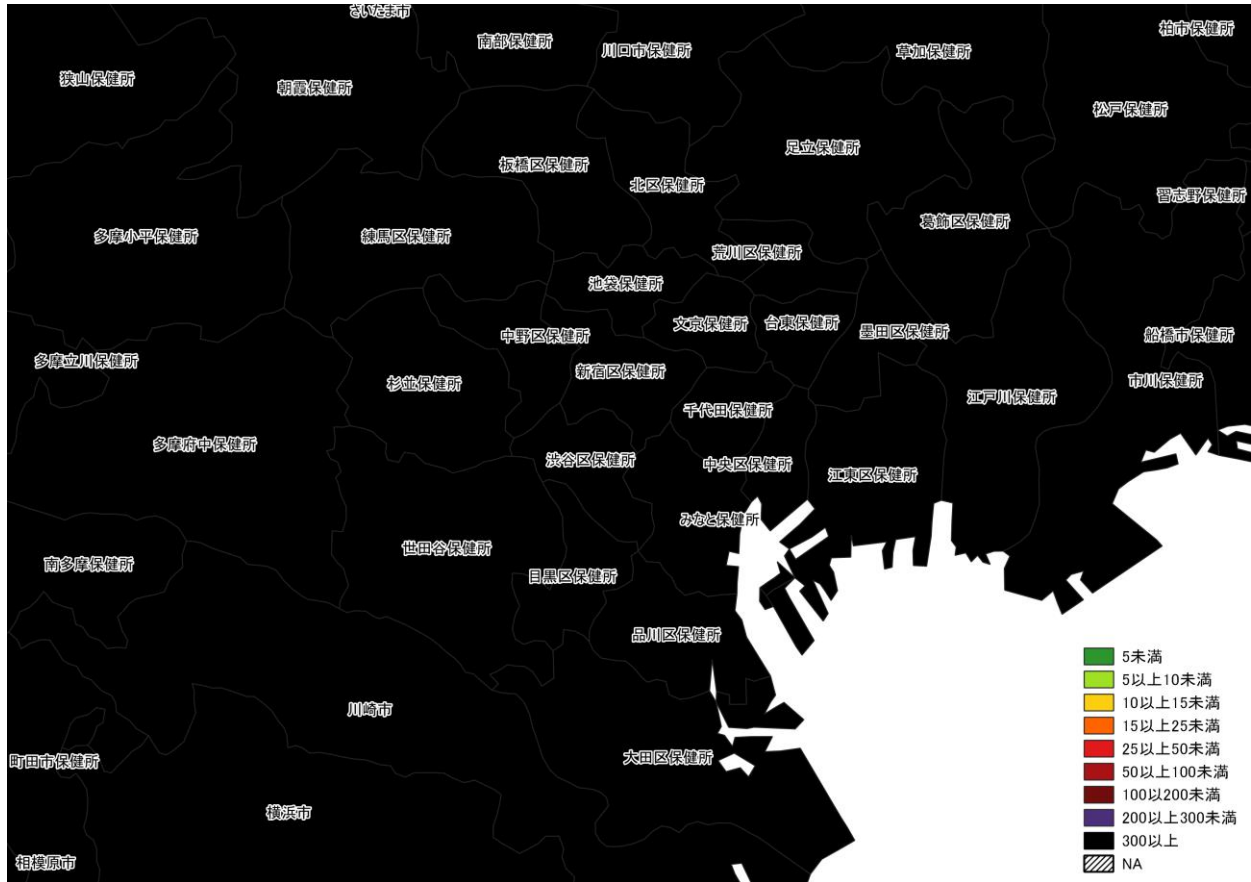 さいたま市
柏市保健所
南部保健所
川口市保健所
草加保健所
狭山保健所
朝霞保健所
松戸保健所
足立保健所
板橋区保健所
北区保健所
習志野保健所
葛飾区保健所
多摩小平保健所
練馬区保健所
荒川区保健所
池袋保健所
文京保健所
台東保健所
中野区保健所
墨田区保健所
船橋市保健所
多摩立川保健所
新宿区保健所
杉並保健所
市川保健所
江戸川保健所
千代田保健所
多摩府中保健所
渋谷区保健所
中央区保健所
江東区保健所
みなと保健所
世田谷保健所
南多摩保健所
目黒区保健所
品川区保健所
川崎市
大田区保健所
町田市保健所
横浜市
相模原市
5未満
5以上10未満
10以上15未満
15以上25未満
25以上50未満
50以上100未満
100以200未満
200以上300未満
300以上
NA